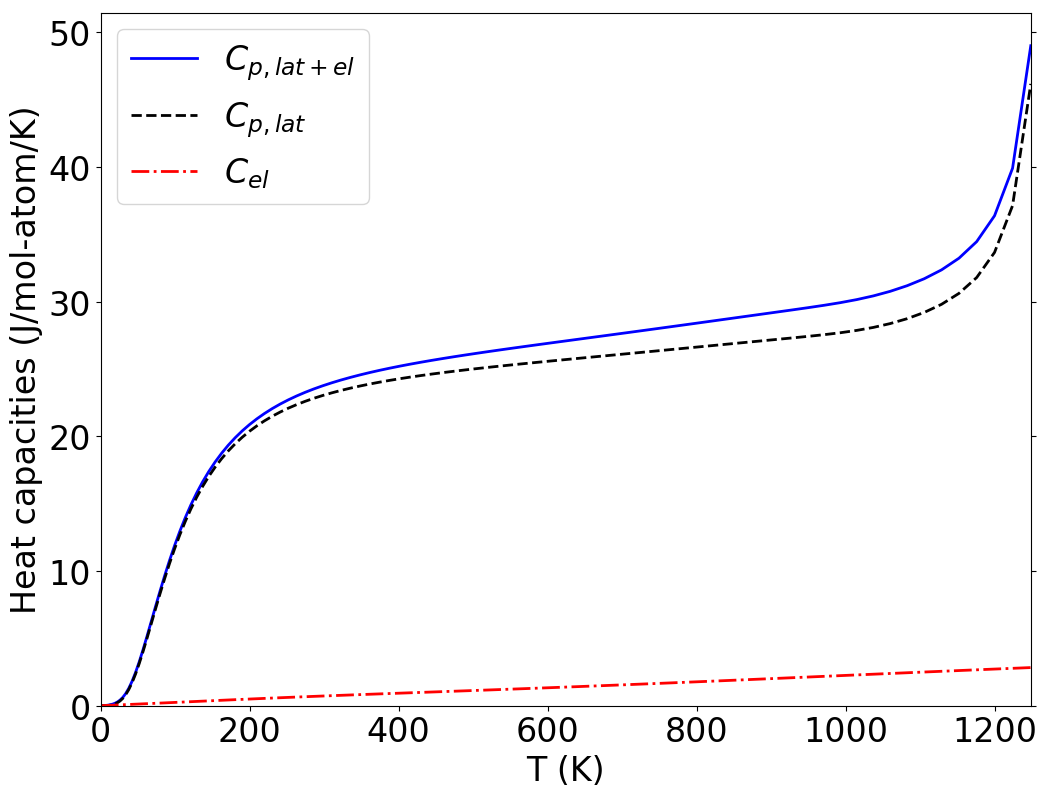 Heat capacities (J/mol-atom/K)
50
40
30
20
10
0
C_{p, lat + el}
C_{p, lat}
C_{el}
0 200 400 600 800 1000 1200
T (K)